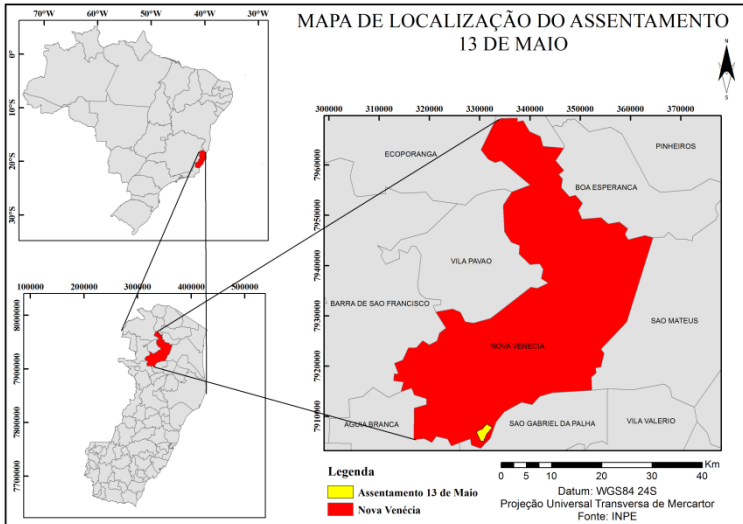 MAPA DE LOCALIZAÇÃO DO ASSENTAMENTO
13 DE MAIO
70°W 60°W 50°W 40°W 30°W
0°
10°S
20°S
30°S
N
S
300000 310000 320000 330000 340000 350000 360000 370000
7960000
7950000
7940000
7930000
7920000
7910000
ECOPORANGA
PINHEIROS
BOA ESPERANCA
VILA PAVAO
BARRA DE SAO FRANCISCO
SAO MATEUS
NOVA VENECIA
AGUIA BRANCA
SAO GABRIEL DA PALHA
VILA VALERIO
100000 200000 300000 400000 500000
8000000
7900000
7800000
7700000
Legenda
Assentamento 13 de Maio
Nova Venécia
0 2 5 10 20 30 40
Km
Datum: WGS84 24S
Projeção Universal Transversa de Mercartor
Fonte: INPE